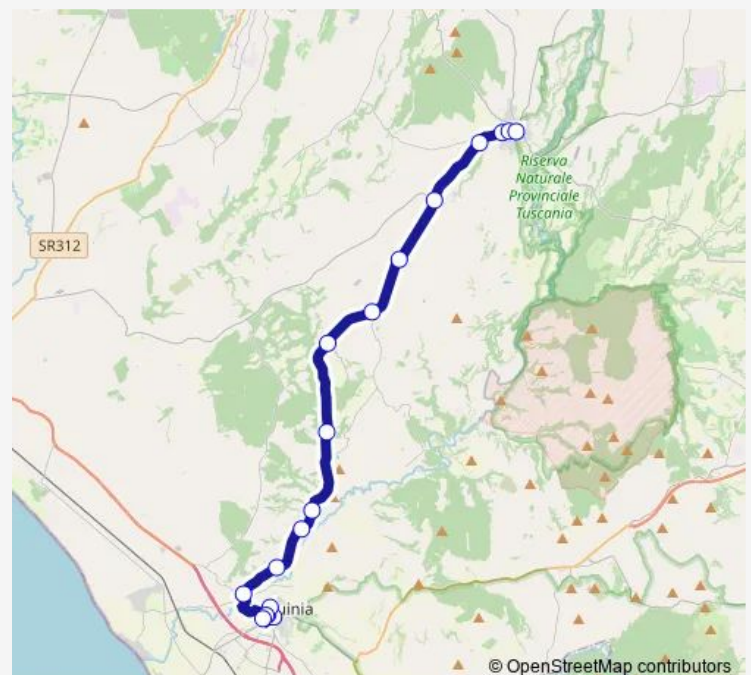 Riserva
Naturale
Provinciale
Tuscania
SR312
uinia
© OpenStreetMap contributors